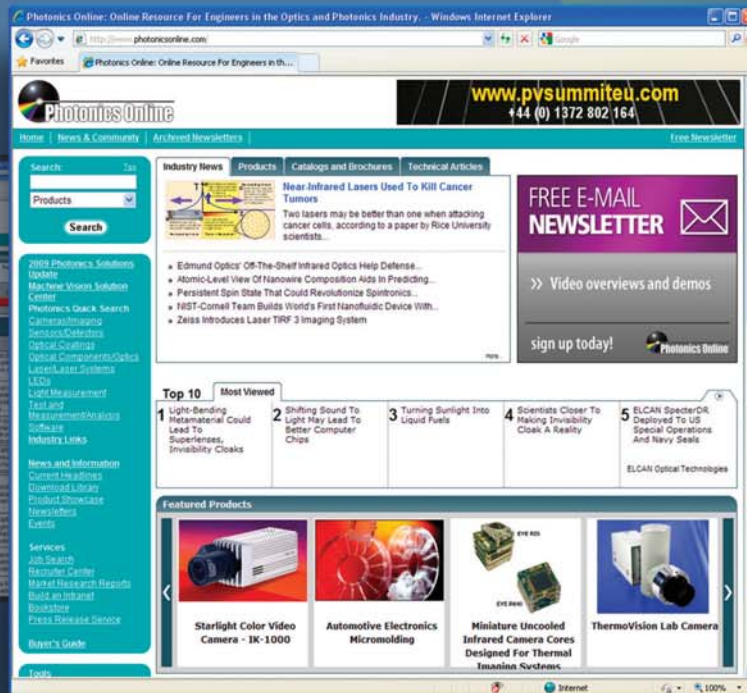 Photonics Online: Online Resource For Engineers in the Optics and Photonics Industry. - Windows Internet Explorer
http://www.photonicsonline.com/
Google
Favorites
Photonics Online: Online Resource For Engineers in th...
Photonics Online
www.pvsummiteu.com
+44 (0) 1372 802 164
Home | News & Community | Archived Newsletters
Free Newsletter
Search:
Tips
Products
Search
2009 Photonics Solutions
Update
Machine Vision Solution
Center
Photonics Quick Search
Cameras/Imaging
Sensors/Detectors
Optical Coatings
Optical Components/Optics
Laser/Laser Systems
LEDs
Light Measurement
Test and
Measurement/Analysis
Software
Industry Links
News and Information
Current Headlines
Download Library
Product Showcase
Newsletters
Events
Services
Job Search
Recruiter Center
Market Research Reports
Build an Intranet
Bookstore
Press Release Service
Buyer's Guide
Tools
Industry News
Products
Catalogs and Brochures
Technical Articles
Near-Infrared Lasers Used To Kill Cancer
Tumors
Two lasers may be better than one when attacking
cancer cells, according to a paper by Rice University
scientists...
» Edmund Optics' Off-The-Shelf Infrared Optics Help Defense...
» Atomic-Level View Of Nanowire Composition Aids In Predicting...
» Persistent Spin State That Could Revolutionize Spintronics...
» NIST-Cornell Team Builds World's First Nanofluidic Device With...
» Zeiss Introduces Laser TIRF 3 Imaging System
more...
FREE E-MAIL
NEWSLETTER
>> Video overviews and demos
sign up today!
Photonics Online
Top 10
Most Viewed
1 Light-Bending
Metamaterial Could
Lead To
Superlenses,
Invisibility Cloaks
2 Shifting Sound To
Light May Lead To
Better Computer
Chips
3 Turning Sunlight Into
Liquid Fuels
4 Scientists Closer To
Making Invisibility
Cloak A Reality
5 ELCAN SpecterDR
Deployed To US
Special Operations
And Navy Seals
ELCAN Optical Technologies
Featured Products
Starlight Color Video
Camera - IK-1000
Automotive Electronics
Micromolding
EYE R25
EYE R640
Miniature Uncooled
Infrared Camera Cores
Designed For Thermal
Imaging Systems
ThermoVision Lab Camera
Internet
100%